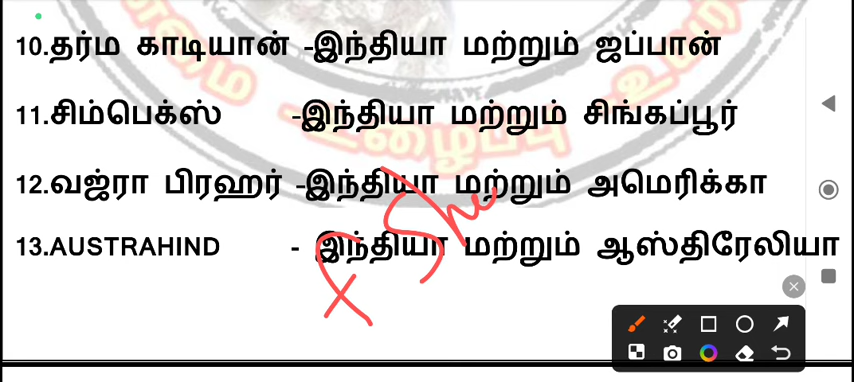 10.தர்ம காடியான் -இந்தியா மற்றும் ஜப்பான்
11.சிம்பெக்ஸ் -இந்தியா மற்றும் சிங்கப்பூர்
12.வஜ்ரா பிரஹர் -இந்தியா மற்றும் அமெரிக்கா
13.AUSTRAHIND - இந்தியா மற்றும் ஆஸ்திரேலியா